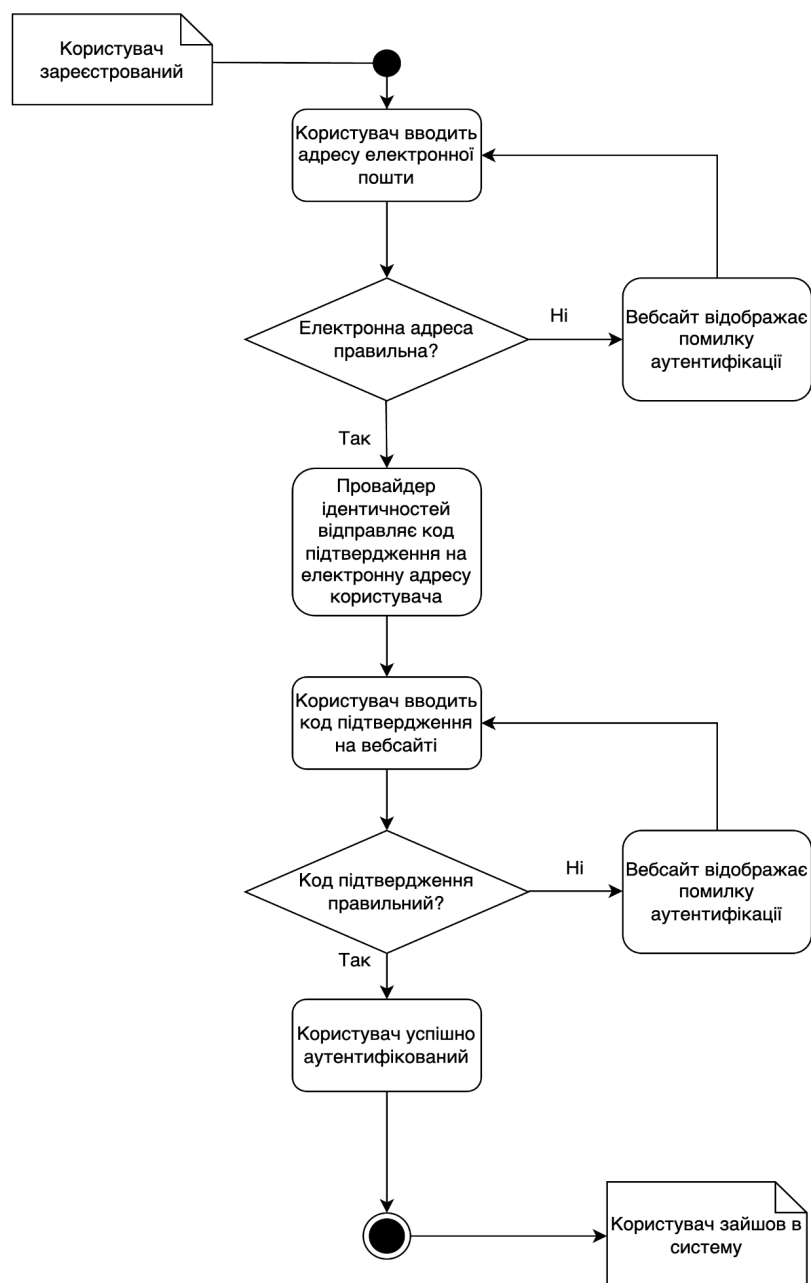 Користувач
зареєстрований
Користувач вводить
адресу електронної
пошти
Електронна адреса
правильна?
Ні
Вебсайт відображає
помилку
аутентифікації
Так
Провайдер
ідентичностей
відправляє код
підтвердження на
електронну адресу
користувача
Користувач вводить
код підтвердження
на вебсайті
Код підтвердження
правильний?
Ні
Вебсайт відображає
помилку
аутентифікації
Так
Користувач успішно
аутентифікований
Користувач зайшов в
систему